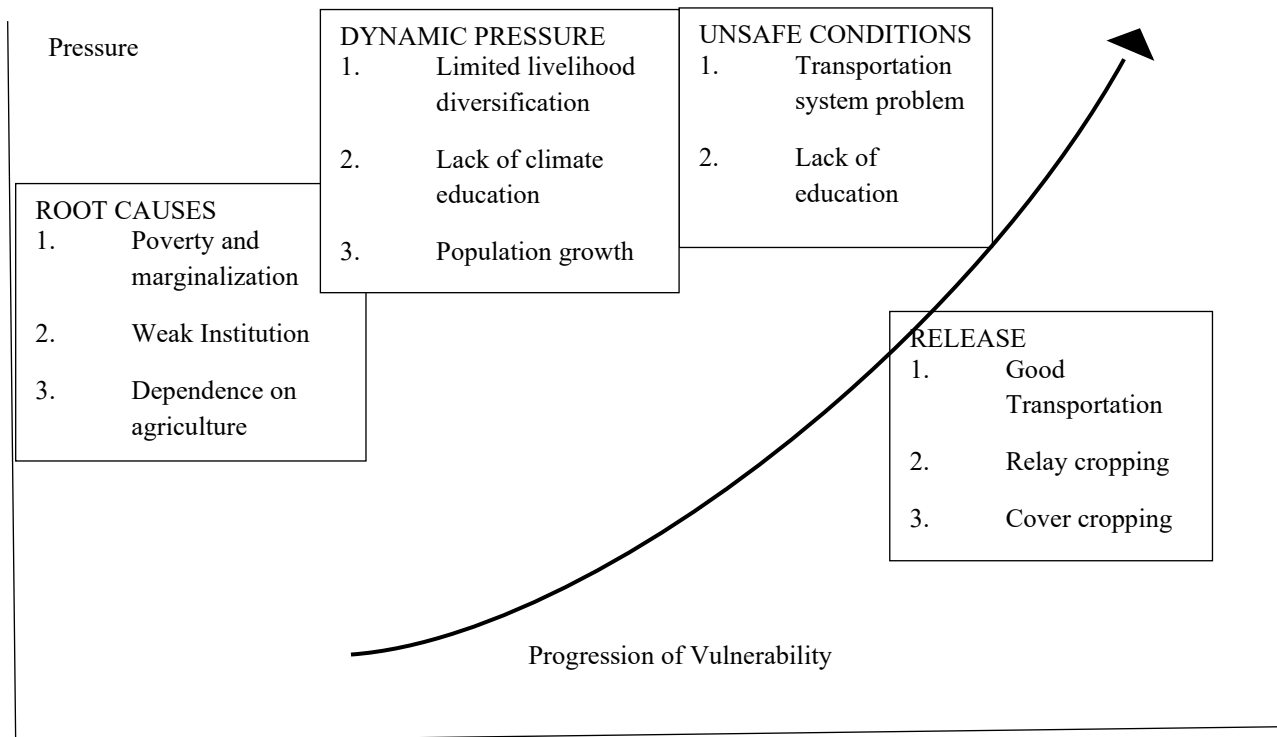 Pressure
DYNAMIC PRESSURE
1. Limited livelihood
diversification
2. Lack of climate
education
3. Population growth
UNSAFE CONDITIONS
1. Transportation
system problem
2. Lack of
education
ROOT CAUSES
1. Poverty and
marginalization
2. Weak Institution
3. Dependence on
agriculture
RELEASE
1. Good
Transportation
2. Relay cropping
3. Cover cropping
Progression of Vulnerability